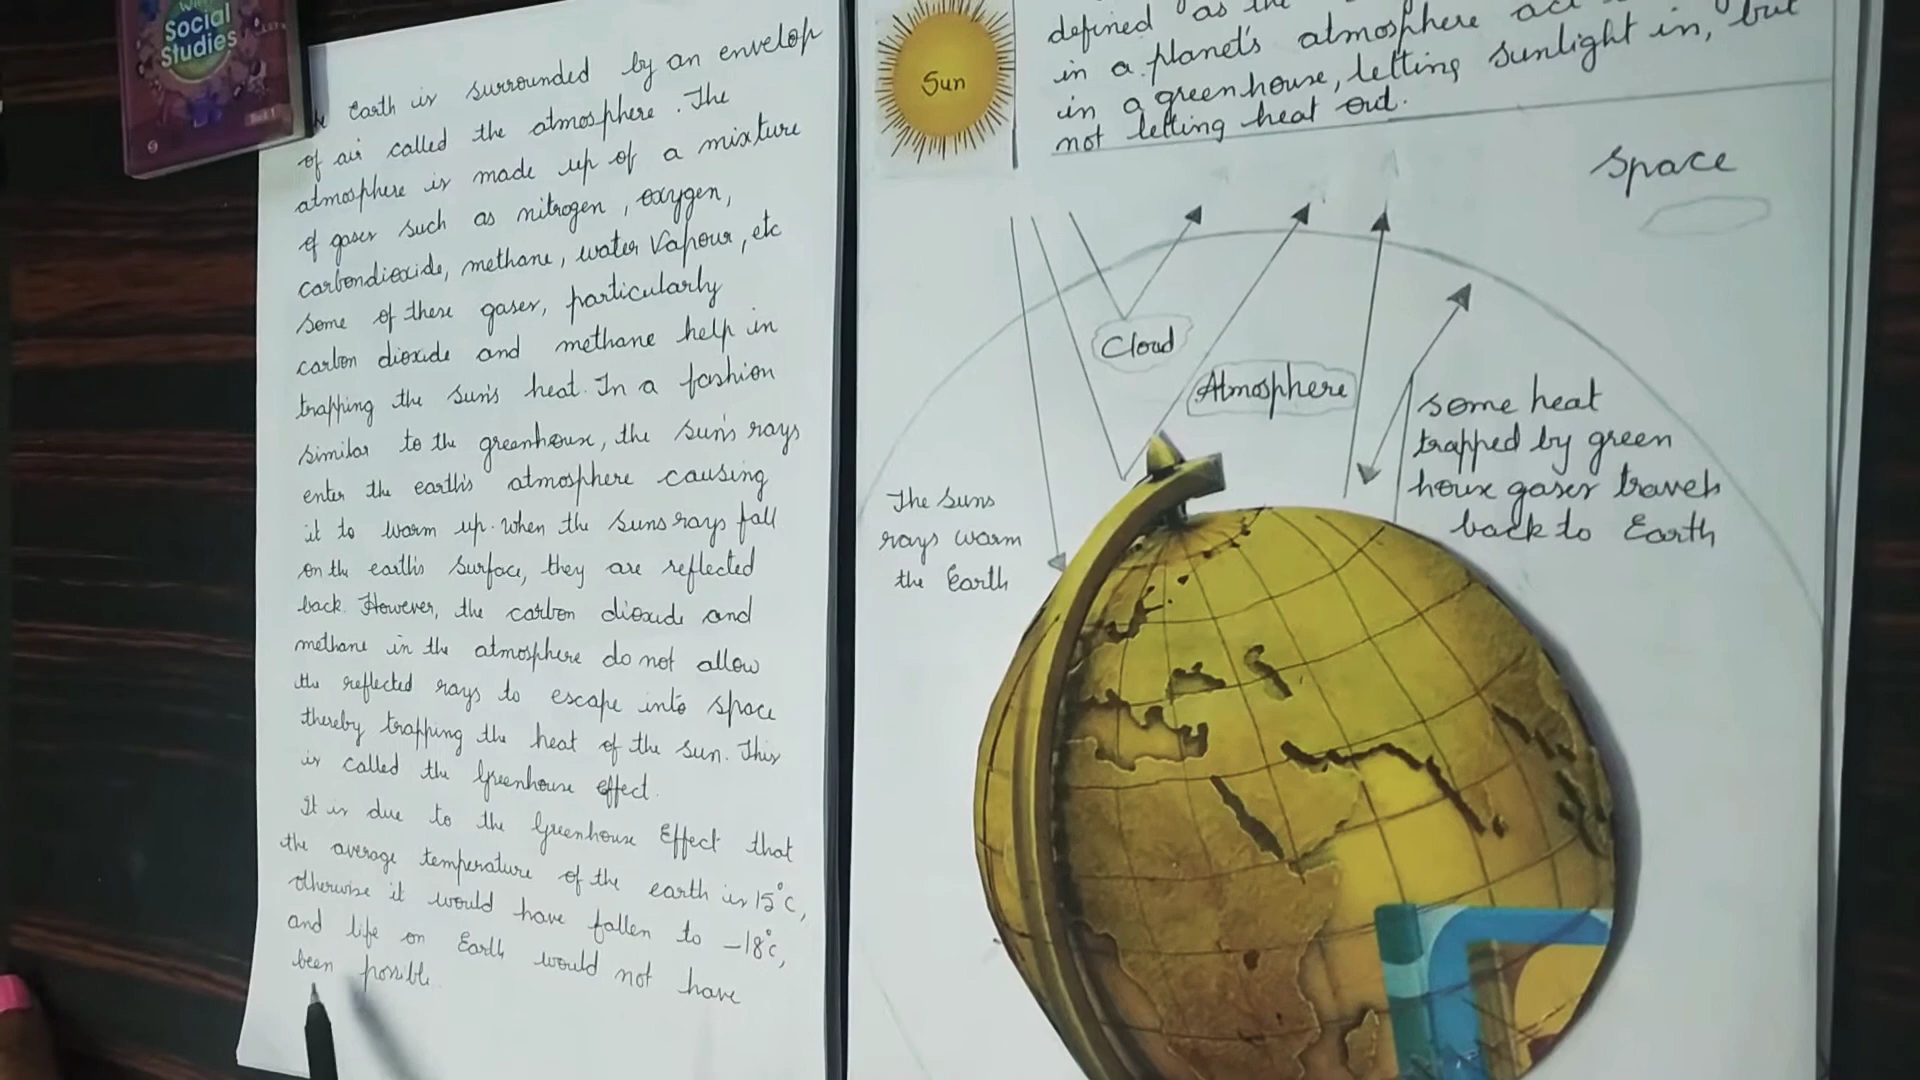 Social
Studies
Earth is surrounded by an envelop
of air called the atmosphere. The
atmosphere is made up of a mixture
of gases such as nitrogen, oxygen,
carbondioxide, methane, water Vapour, etc
some of these gases, particularly
carbon dioxide and methane help in
trapping the sun's heat. In a fashion
similar to the greenhouse, the sun's rays
enter the earth's atmosphere causing
it to warm up. when the suns rays fall
on the earth's surface, they are reflected
back. However, the carbon dioxide and
methane in the atmosphere do not allow
the reflected rays to escape into space
thereby trapping the heat of the sun. This
is called the Greenhouse effect.
It is due to the Greenhouse Effect that
the average temperature of the earth is 15°C,
otherwise it would have fallen to -18°c,
and life on Earth would not have
been possible.
Sun
defined as the
in a planet's atmosphere act
in a greenhouse, letting sunlight in, but
not letting heat out.
Space
Cloud
Atmosphere
some heat
trapped by green
house gases travels
back to Earth
The Suns
rays warm
the Earth